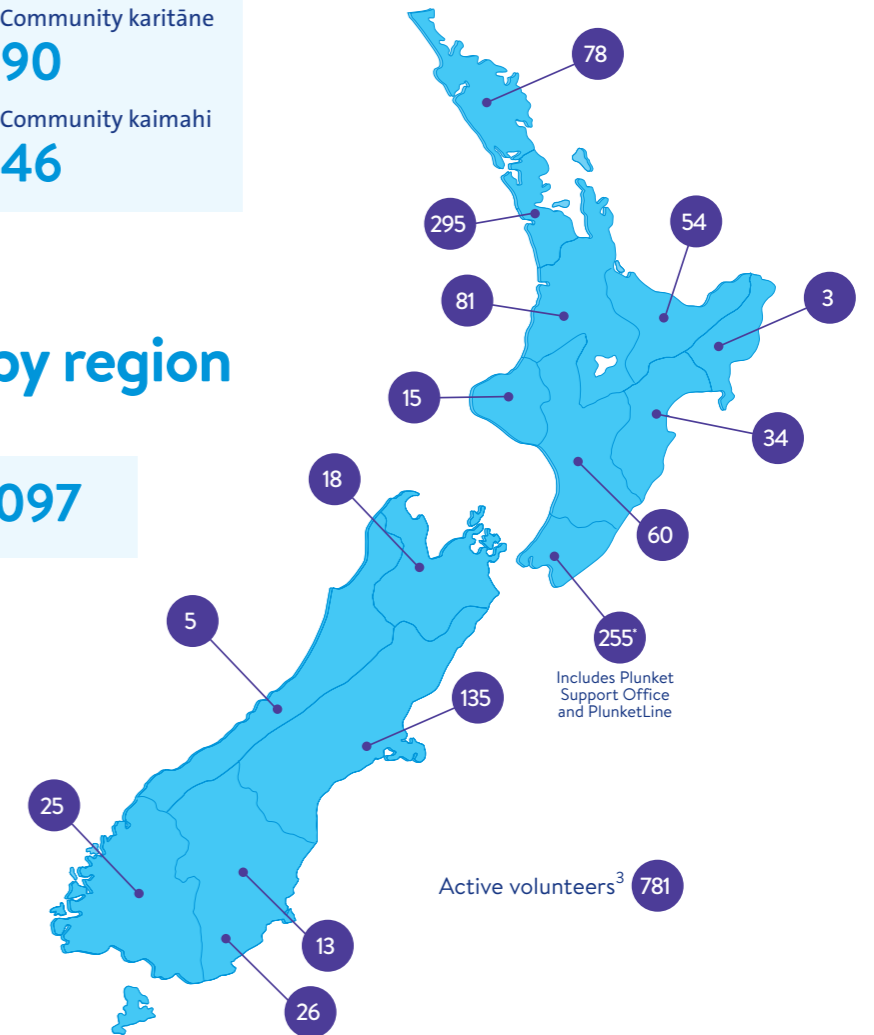 Community karitāne
90
Community kaimahi
46
by region
097
78
295
54
81
3
15
34
18
60
5
255*
Includes Plunket
Support Office
and PlunketLine
135
25
Active volunteers³ 781
13
26